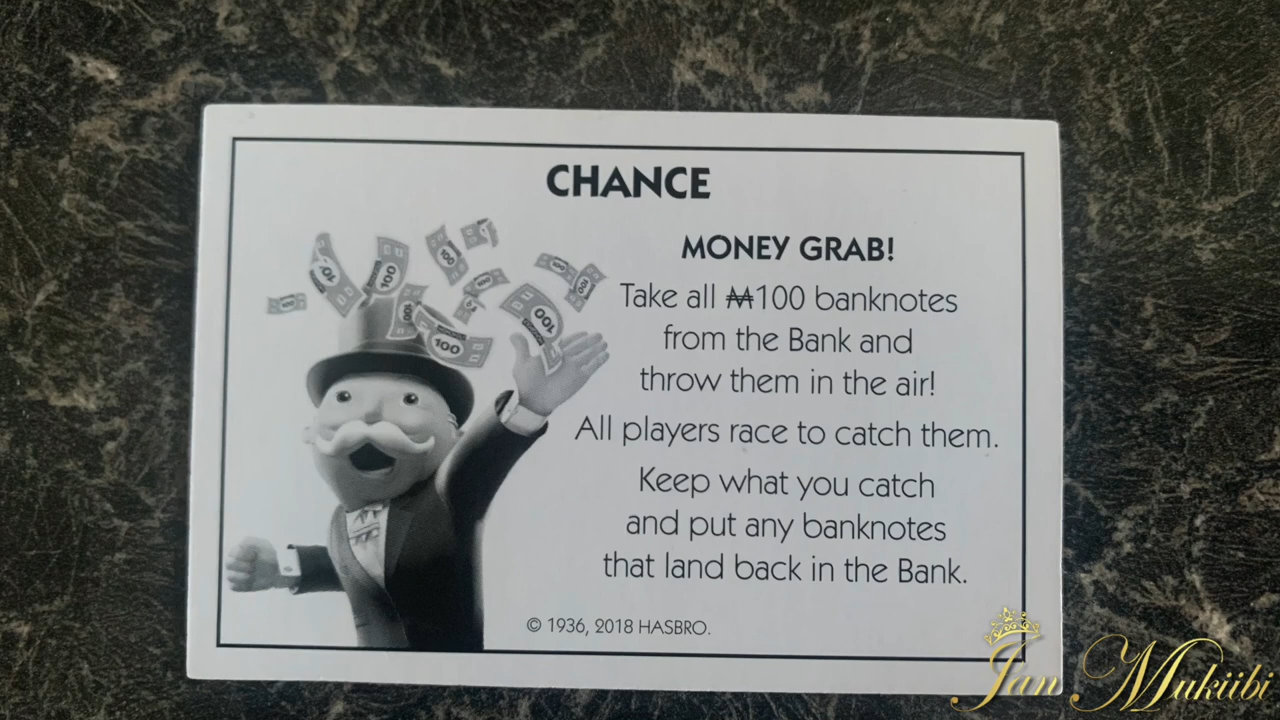 CHANCE
MONEY GRAB!
Take all ₩100 banknotes
from the Bank and
throw them in the air!
All players race to catch them.
Keep what you catch
and put any banknotes
that land back in the Bank.
© 1936, 2018 HASBRO.
100
100
100
100
100
100
100
Jan Mukiibi